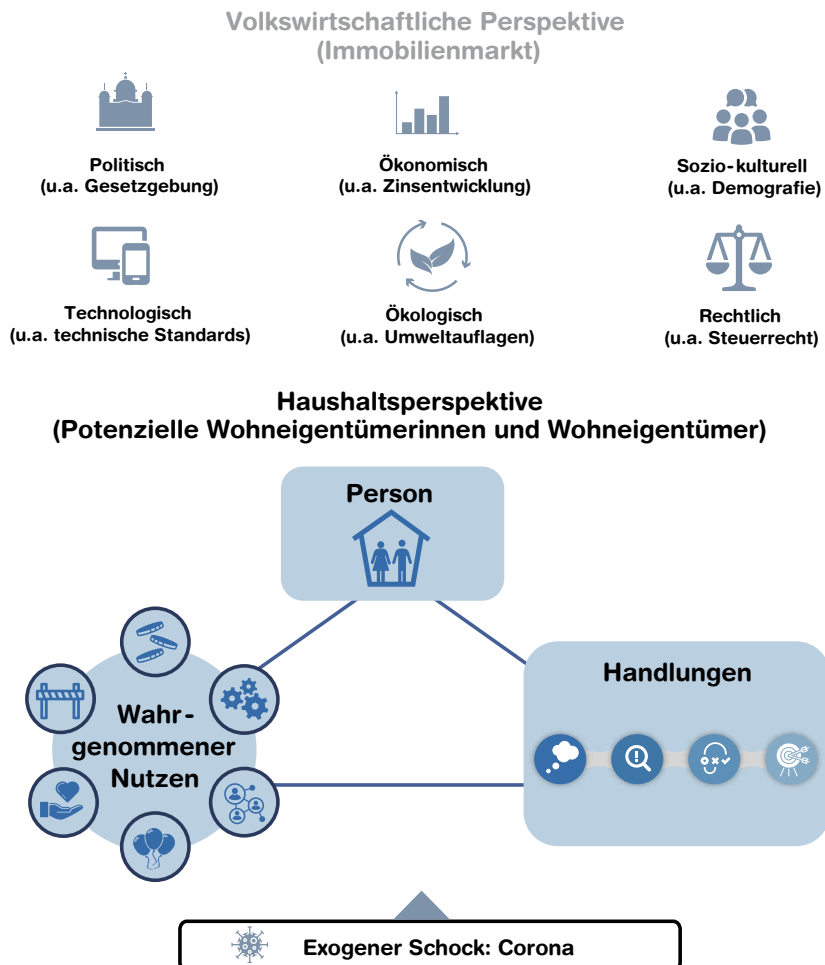 Volkswirtschaftliche Perspektive
(Immobilienmarkt)
Politisch
(u.a. Gesetzgebung)
Ökonomisch
(u.a. Zinsentwicklung)
Sozio-kulturell
(u.a. Demografie)
Technologisch
(u.a. technische Standards)
Ökologisch
(u.a. Umweltauflagen)
Rechtlich
(u.a. Steuerrecht)
Haushaltsperspektive
(Potenzielle Wohneigentümerinnen und Wohneigentümer)
Person
Wahr-
genommener
Nutzen
Handlungen
Exogener Schock: Corona